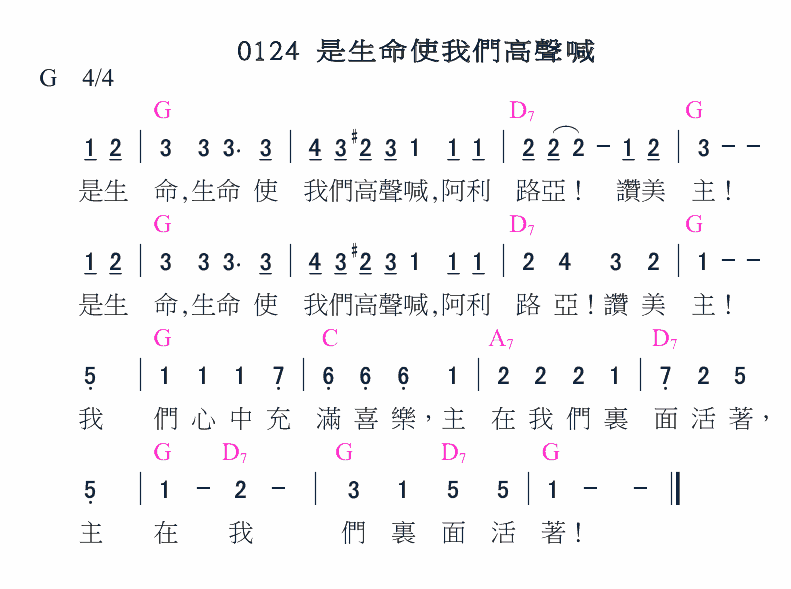 0124 是生命使我們高聲喊
G 4/4
G D7 G
1 2 | 3 3 3. 3 | 4 3 #2 3 1 1 1 | 2 2 2 - 1 2 | 3 - -
是生 命,生命 使 我們高聲喊,阿利 路亞! 讚美 主!
G D7 G
1 2 | 3 3 3. 3 | 4 3 #2 3 1 1 1 | 2 4 3 2 | 1 - -
是生 命,生命 使 我們高聲喊,阿利 路 亞!讚 美 主!
G C A7 D7
5̣ | 1 1 1 7̣ | 6̣ 6̣ 6̣ 1 | 2 2 2 1 | 7̣ 2 5
我 們 心 中 充 滿 喜 樂,主 在 我 們 裏 面 活 著,
G D7 G D7 G
5̣ | 1 - 2 - | 3 1 5 5 | 1 - - ‖
主 在 我 們 裏 面 活 著!